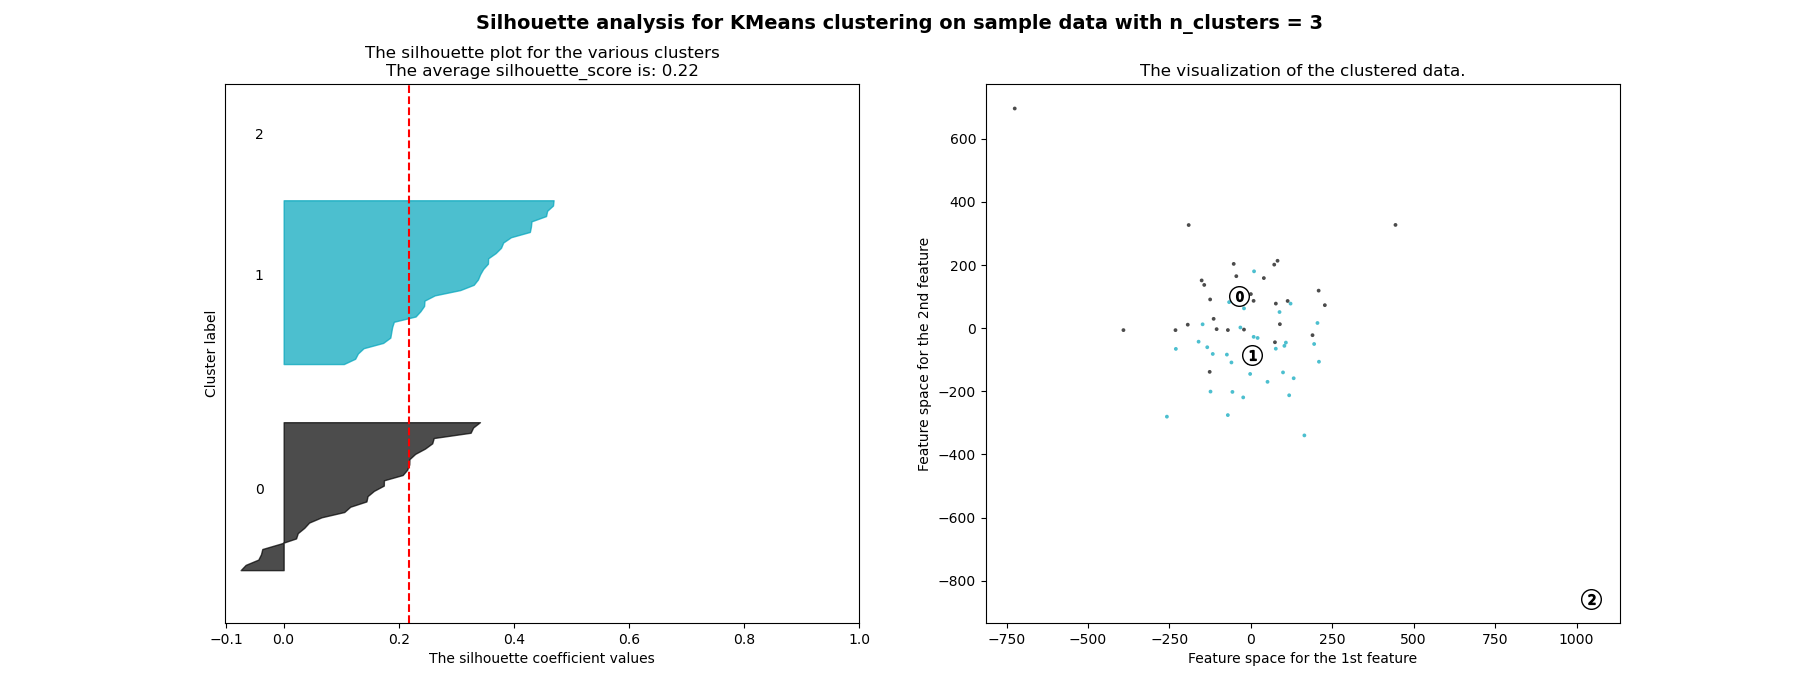 Silhouette analysis for KMeans clustering on sample data with n_clusters = 3
The silhouette plot for the various clusters
The average silhouette_score is: 0.22
2
1
0
Cluster label
−0.1 0.0 0.2 0.4 0.6 0.8 1.0
The silhouette coefficient values
The visualization of the clustered data.
600
400
200
0
−200
−400
−600
−800
Feature space for the 2nd feature
0
1
2
−750 −500 −250 0 250 500 750 1000
Feature space for the 1st feature